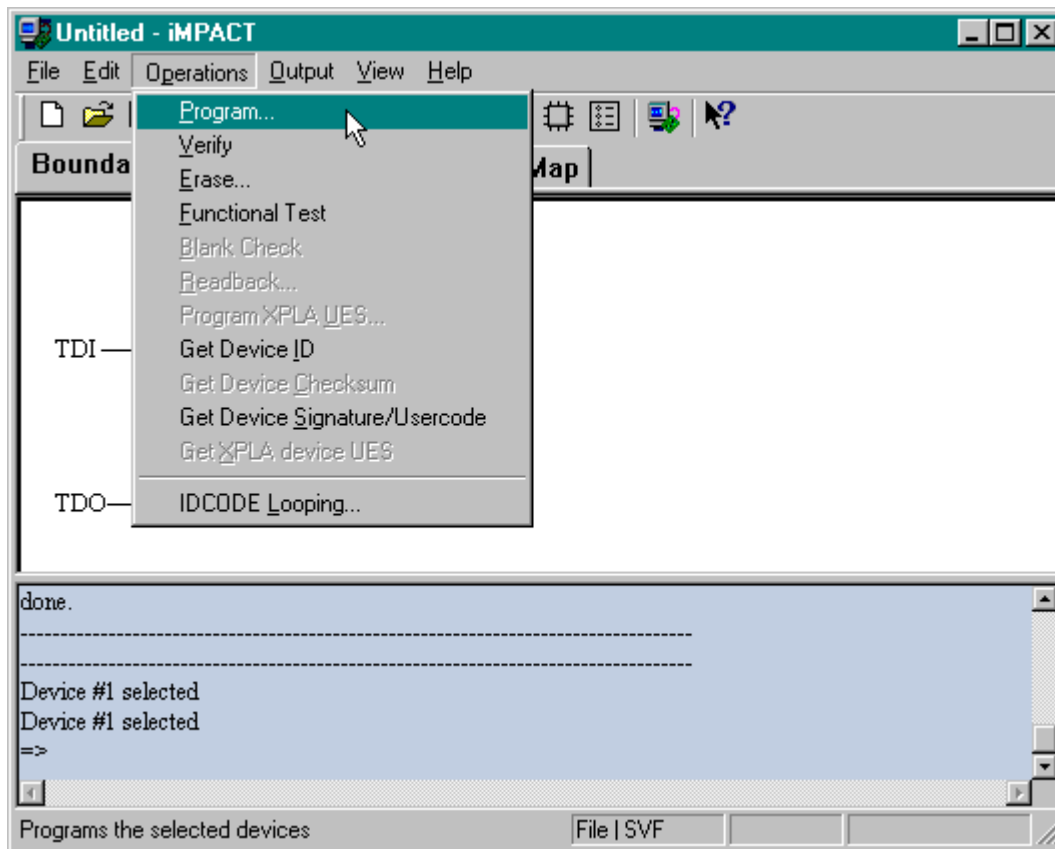 Untitled - iMPACT
File Edit Operations Output View Help
Program...
Verify
Erase...
Functional Test
Blank Check
Readback...
Program XPLA UES...
Get Device ID
Get Device Checksum
Get Device Signature/Usercode
Get XPLA device UES
IDCODE Looping...
Bounda
Map
TDI
TDO
done.
----------------------------------------------------------------------------------
----------------------------------------------------------------------------------
Device #1 selected
Device #1 selected
=>
Programs the selected devices
File | SVF